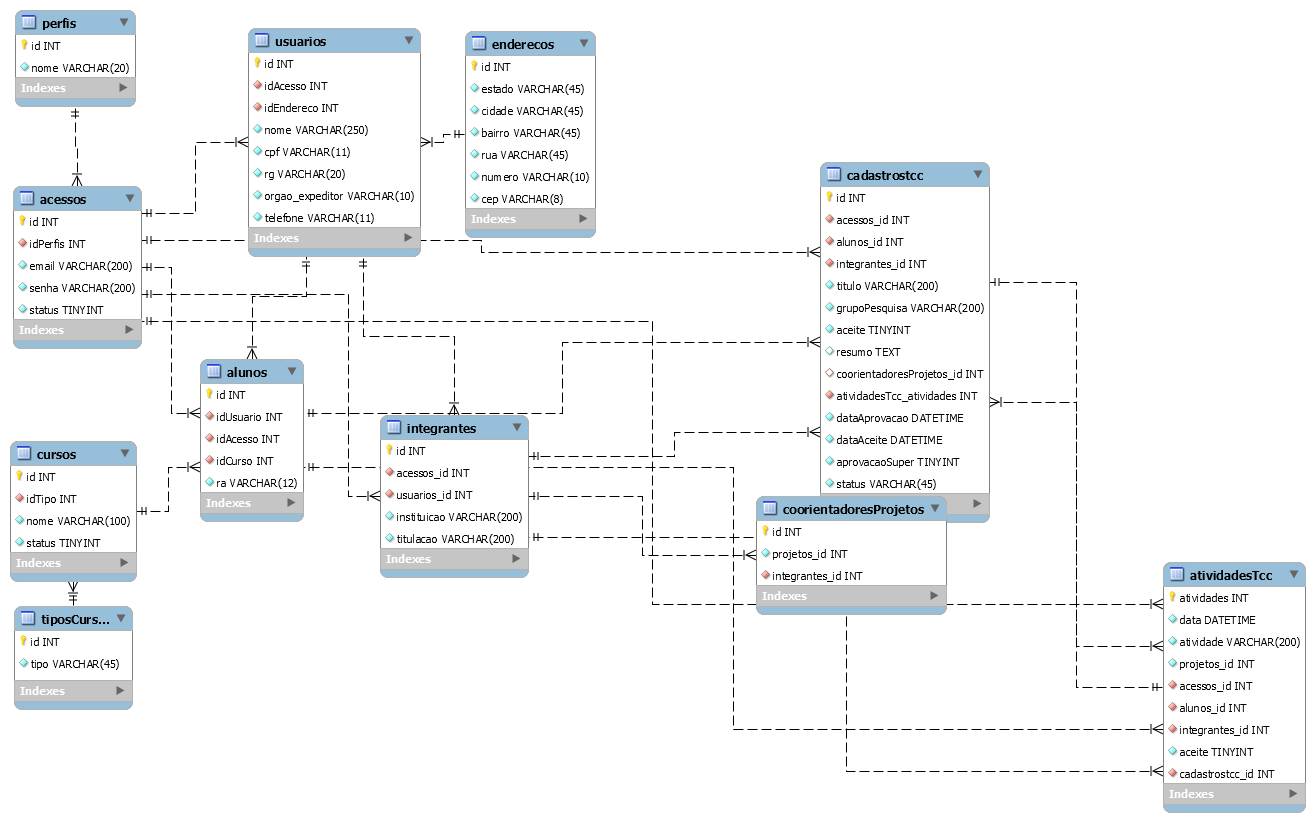 perfis
id INT
nome VARCHAR(20)
Indexes
usuarios
id INT
idAcesso INT
idEndereco INT
nome VARCHAR(250)
cpf VARCHAR(11)
rg VARCHAR(20)
orgao_expeditor VARCHAR(10)
telefone VARCHAR(11)
Indexes
enderecos
id INT
estado VARCHAR(45)
cidade VARCHAR(45)
bairro VARCHAR(45)
rua VARCHAR(45)
numero VARCHAR(10)
cep VARCHAR(8)
Indexes
acessos
id INT
idPerfis INT
email VARCHAR(200)
senha VARCHAR(200)
status TINYINT
Indexes
cadastrostcc
id INT
acessos_id INT
alunos_id INT
integrantes_id INT
titulo VARCHAR(200)
grupoPesquisa VARCHAR(200)
aceite TINYINT
resumo TEXT
coorientadoresProjetos_id INT
atividadesTcc_atividades INT
dataAprovacao DATETIME
dataAceite DATETIME
aprovacaoSuper TINYINT
status VARCHAR(45)
alunos
id INT
idUsuario INT
idAcesso INT
idCurso INT
ra VARCHAR(12)
Indexes
integrantes
id INT
acessos_id INT
usuarios_id INT
instituicao VARCHAR(200)
titulacao VARCHAR(200)
Indexes
cursos
id INT
idTipo INT
nome VARCHAR(100)
status TINYINT
Indexes
coorientadoresProjetos
id INT
projetos_id INT
integrantes_id INT
Indexes
tiposCurs...
id INT
tipo VARCHAR(45)
Indexes
atividadesTcc
atividades INT
data DATETIME
atividade VARCHAR(200)
projetos_id INT
acessos_id INT
alunos_id INT
integrantes_id INT
aceite TINYINT
cadastrostcc_id INT
Indexes